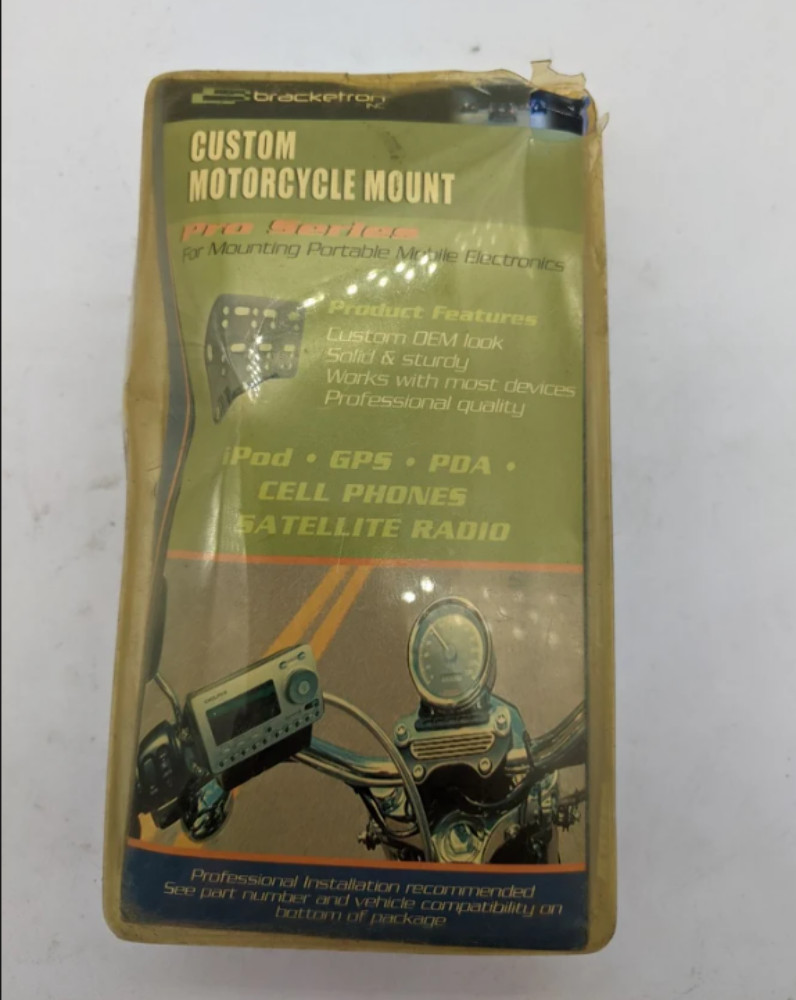 bracketron
INC
CUSTOM
MOTORCYCLE MOUNT
Pro Series
For Mounting Portable Mobile Electronics
Product Features
Custom OEM look
Solid & sturdy
Works with most devices
Professional quality
iPod • GPS • PDA •
CELL PHONES
SATELLITE RADIO
Professional Installation recommended
See part number and vehicle compatibility on
bottom of package